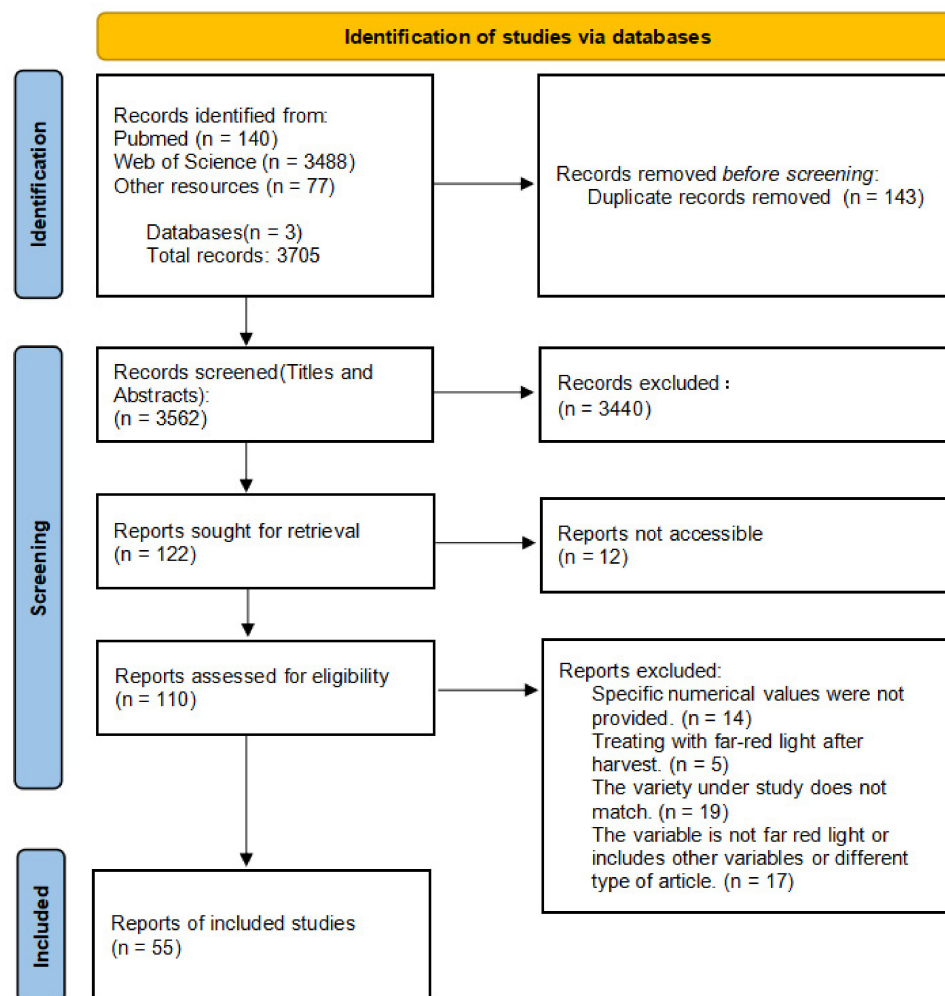 Identification of studies via databases
Identification
Records identified from:
Pubmed (n = 140)
Web of Science (n = 3488)
Other resources (n = 77)
Databases(n = 3)
Total records: 3705
Records removed before screening:
Duplicate records removed (n = 143)
Screening
Records screened(Titles and
Abstracts):
(n = 3562)
Records excluded：
(n = 3440)
Reports sought for retrieval
(n = 122)
Reports not accessible
(n = 12)
Reports assessed for eligibility
(n = 110)
Reports excluded:
Specific numerical values were not
provided. (n = 14)
Treating with far-red light after
harvest. (n = 5)
The variety under study does not
match. (n = 19)
The variable is not far red light or
includes other variables or different
type of article. (n = 17)
Included
Reports of included studies
(n = 55)